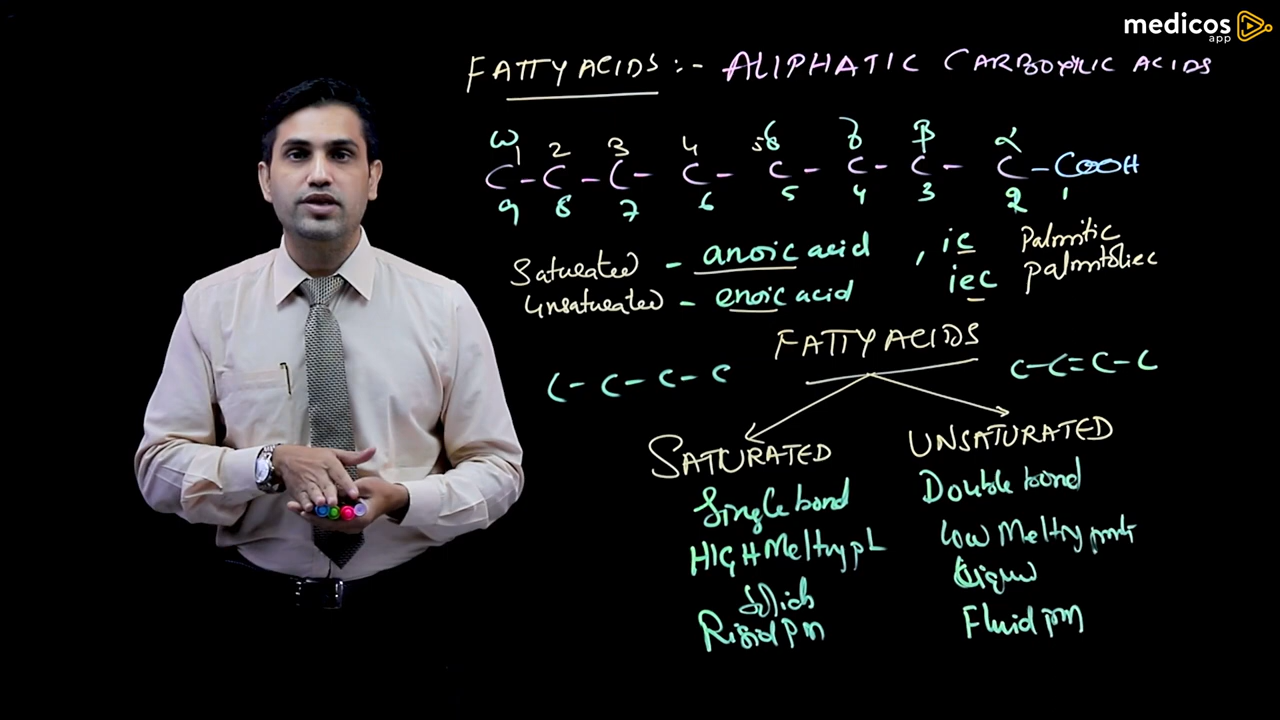 medicos
app
FATTY ACIDS :- ALIPHATIC CARBOXYLIC ACIDS
ω β α
1 2 3 4 5
C - C - C - C - C - C - C - C - COOH
9 8 7 6 5 4 3 2 1
Saturated - anoic acid , ic Palmitic
Unsaturated - enoic acid iec Palmitoliec
FATTY ACIDS
C - C - C - C
C - C = C - C
SATURATED
UNSATURATED
Single bond
Double bond
HIGH Melting pt
Low Melting point
Solids
Rigid PM
Fluid PM